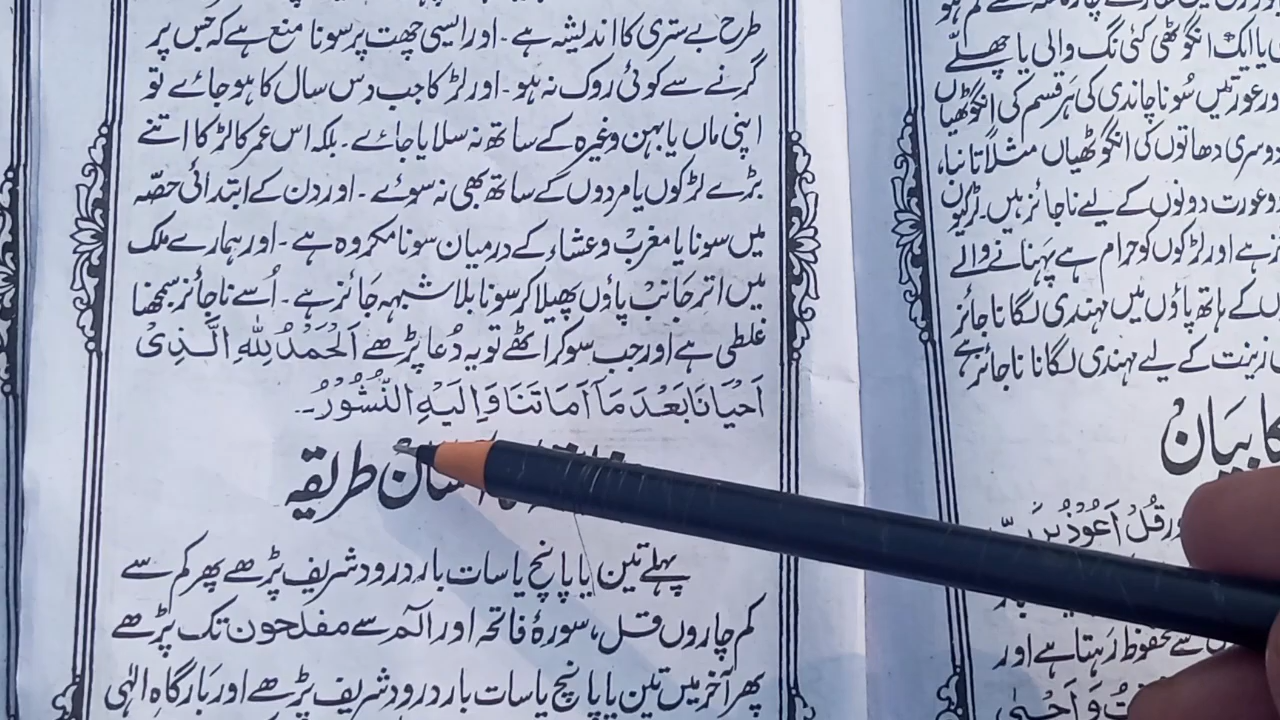 طرح بے ستری کا اندیشہ ہے۔ اور ایسی چھت پر سونا منع ہے کہ جس پر
گرنے سے کوئی روک نہ ہو۔ اور لڑکا جب دس سال کا ہو جائے تو
اپنی ماں یا بہن وغیرہ کے ساتھ نہ سلایا جائے۔ بلکہ اس عمر کا لڑکا اتنے
بڑے لڑکوں یا مردوں کے ساتھ بھی نہ سوئے۔ اور دن کے ابتدائی حصّہ
میں سونا یا مغرب و عشاء کے درمیان سونا مکروہ ہے۔ اور ہمارے ملک
میں اتر جانب پاؤں پھیلا کر سونا بلا شبہہ جائز ہے۔ اُسے ناجائز سمجھنا
غلطی ہے اور جب سو کر اٹھے تو یہ دُعا پڑھے اَلْحَمْدُ لِلّٰہِ الَّذِیْ
اَحْیَانَا بَعْدَ مَا اَمَاتَنَا وَاِلَیْہِ النُّشُوْرُ۔
طریقہ
پہلے تین یا پانچ یا سات بار درود شریف پڑھے پھر کم سے
کم چاروں قل، سورۂ فاتحہ اور الٓمٓ سے مفلحون تک پڑھے
پھر آخر میں تین یا پانچ یا سات بار درود شریف پڑھے اور بارگاہِ الٰہی
یا ایک انگوٹھی کئی نگ والی یا چھلّے
اور عورتیں سونا چاندی کی ہر قسم کی انگوٹھیاں
دوسری دھاتوں کی انگوٹھیاں مثلاً تانبا،
و عورت دونوں کے لیے ناجائز ہیں۔
ہے اور لڑکوں کو حرام ہے پہنانے والے
کے ہاتھ پاؤں میں مہندی لگانا ناجائز ہے
زینت کے لیے مہندی لگانا ناجائز
کا بیان
قُلْ اَعُوْذُ بِرَبِّ
سے محفوظ رہتا ہے اور